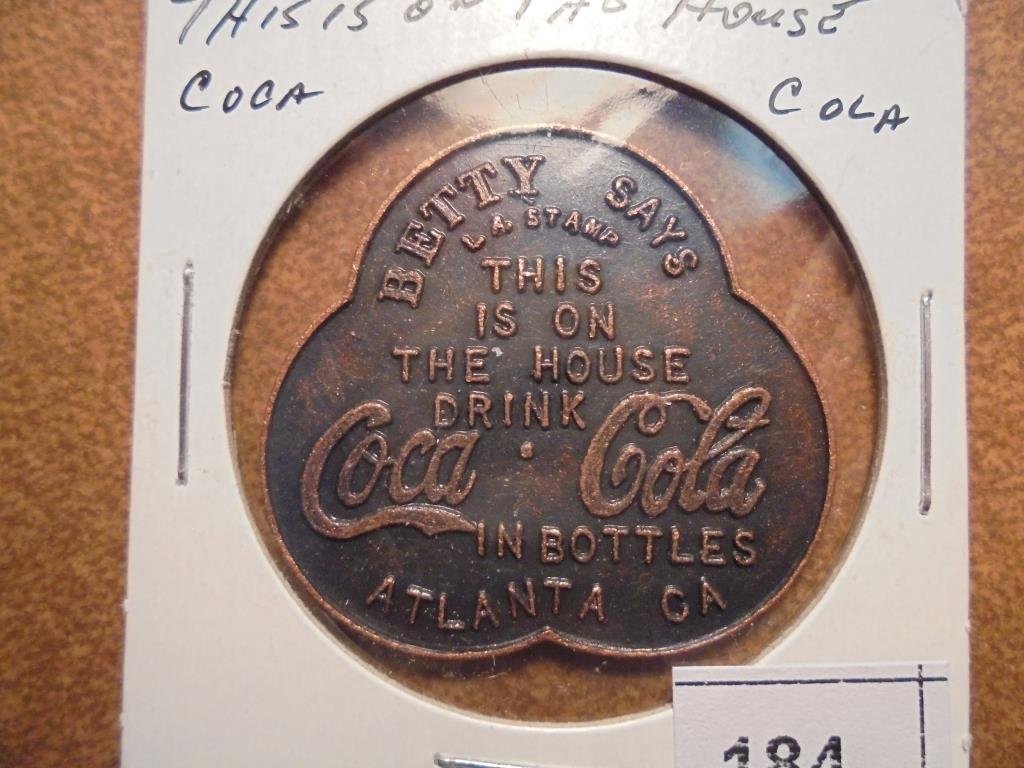 THIS IS ON THE HOUSE
COCA COLA
BETTY SAYS
L.A. STAMP
THIS
IS ON
THE HOUSE
DRINK
Coca · Cola
IN BOTTLES
ATLANTA GA
184